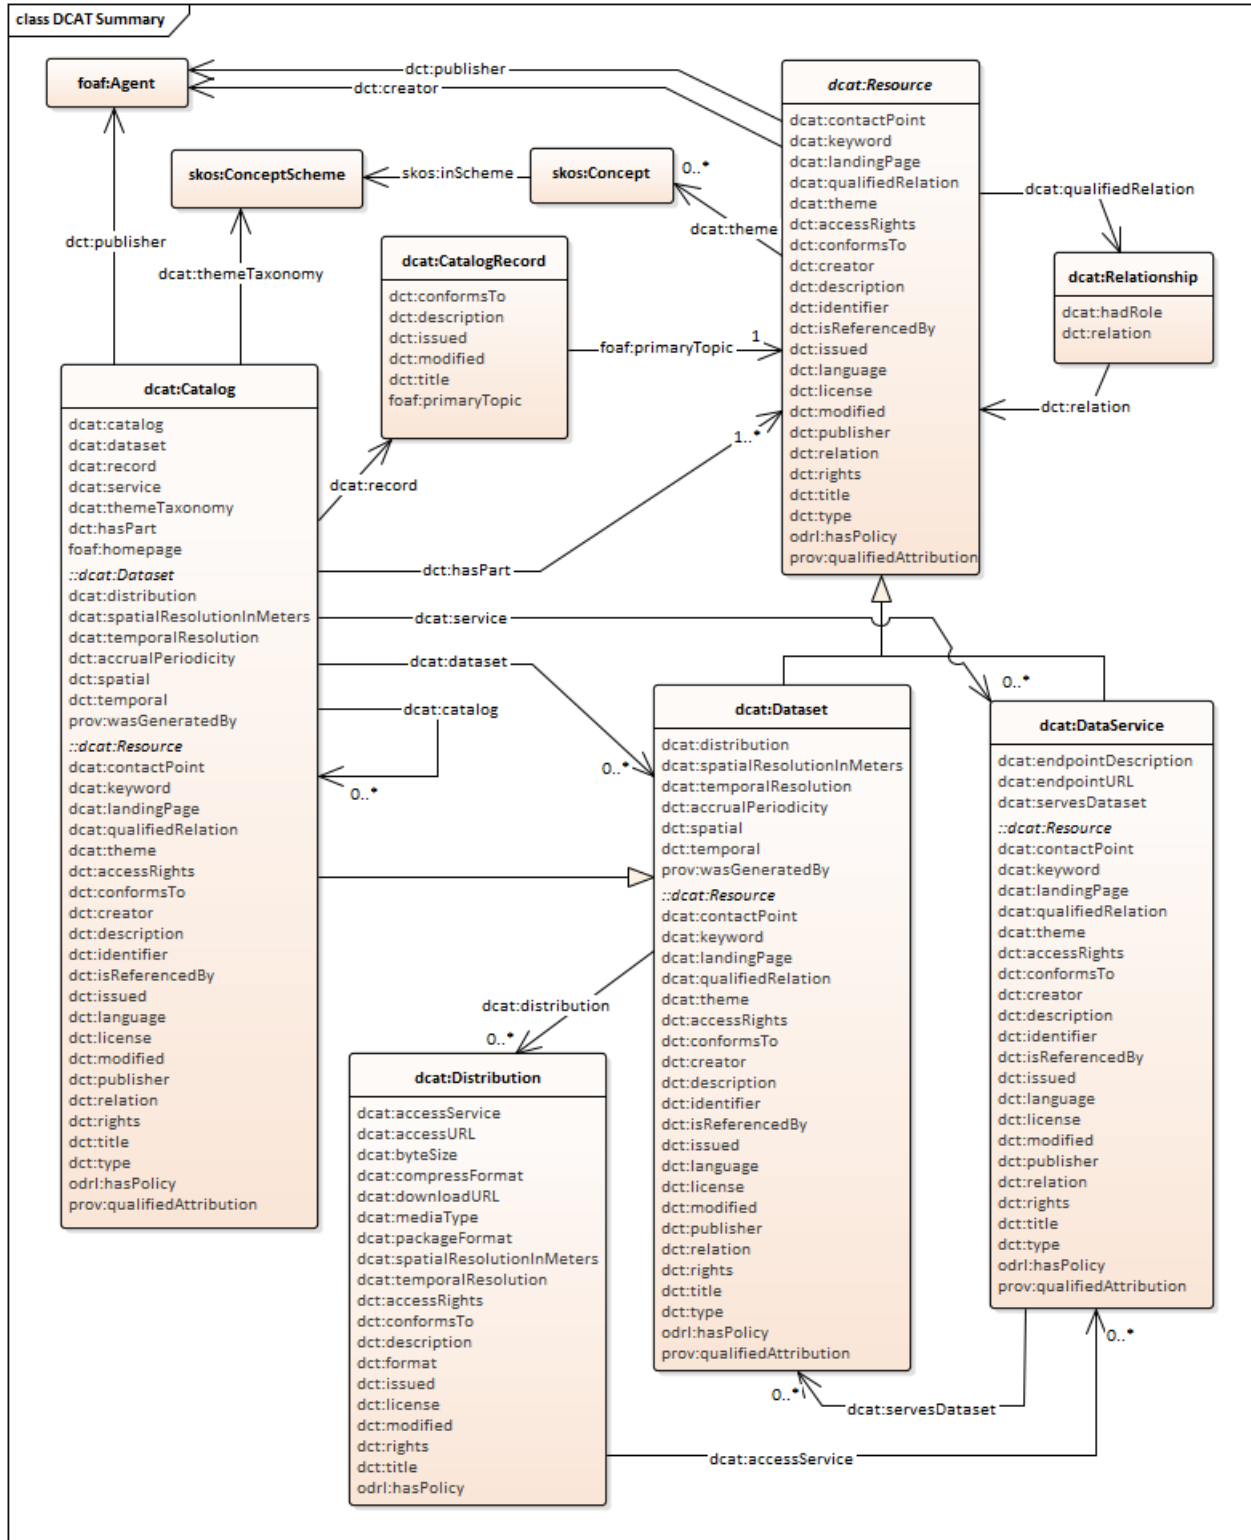 class DCAT Summary
foaf:Agent
dct:publisher
dct:creator
dcat:Resource
dcat:contactPoint
dcat:keyword
dcat:landingPage
dcat:qualifiedRelation
dcat:theme
dct:accessRights
dct:conformsTo
dct:creator
dct:description
dct:identifier
dct:isReferencedBy
dct:issued
dct:language
dct:license
dct:modified
dct:publisher
dct:relation
dct:rights
dct:title
dct:type
odrl:hasPolicy
prov:qualifiedAttribution
skos:ConceptScheme
skos:inScheme
skos:Concept
0..*
dcat:theme
dcat:qualifiedRelation
dcat:Relationship
dcat:hadRole
dct:relation
dct:relation
dct:publisher
dcat:themeTaxonomy
dcat:CatalogRecord
dct:conformsTo
dct:description
dct:issued
dct:modified
dct:title
foaf:primaryTopic
foaf:primaryTopic
1
dcat:Catalog
dcat:catalog
dcat:dataset
dcat:record
dcat:service
dcat:themeTaxonomy
dct:hasPart
foaf:homepage
::dcat:Dataset
dcat:distribution
dcat:spatialResolutionInMeters
dcat:temporalResolution
dct:accrualPeriodicity
dct:spatial
dct:temporal
prov:wasGeneratedBy
::dcat:Resource
dcat:contactPoint
dcat:keyword
dcat:landingPage
dcat:qualifiedRelation
dcat:theme
dct:accessRights
dct:conformsTo
dct:creator
dct:description
dct:identifier
dct:isReferencedBy
dct:issued
dct:language
dct:license
dct:modified
dct:publisher
dct:relation
dct:rights
dct:title
dct:type
odrl:hasPolicy
prov:qualifiedAttribution
dcat:record
1..*
dct:hasPart
dcat:service
0..*
dcat:dataset
0..*
dcat:catalog
0..*
dcat:Dataset
dcat:distribution
dcat:spatialResolutionInMeters
dcat:temporalResolution
dct:accrualPeriodicity
dct:spatial
dct:temporal
prov:wasGeneratedBy
::dcat:Resource
dcat:contactPoint
dcat:keyword
dcat:landingPage
dcat:qualifiedRelation
dcat:theme
dct:accessRights
dct:conformsTo
dct:creator
dct:description
dct:identifier
dct:isReferencedBy
dct:issued
dct:language
dct:license
dct:modified
dct:publisher
dct:relation
dct:rights
dct:title
dct:type
odrl:hasPolicy
prov:qualifiedAttribution
dcat:DataService
dcat:endpointDescription
dcat:endpointURL
dcat:servesDataset
::dcat:Resource
dcat:contactPoint
dcat:keyword
dcat:landingPage
dcat:qualifiedRelation
dcat:theme
dct:accessRights
dct:conformsTo
dct:creator
dct:description
dct:identifier
dct:isReferencedBy
dct:issued
dct:language
dct:license
dct:modified
dct:publisher
dct:relation
dct:rights
dct:title
dct:type
odrl:hasPolicy
prov:qualifiedAttribution
dcat:distribution
0..*
dcat:Distribution
dcat:accessService
dcat:accessURL
dcat:byteSize
dcat:compressFormat
dcat:downloadURL
dcat:mediaType
dcat:packageFormat
dcat:spatialResolutionInMeters
dcat:temporalResolution
dct:accessRights
dct:conformsTo
dct:description
dct:format
dct:issued
dct:license
dct:modified
dct:rights
dct:title
odrl:hasPolicy
0..*
0..*
dcat:servesDataset
dcat:accessService